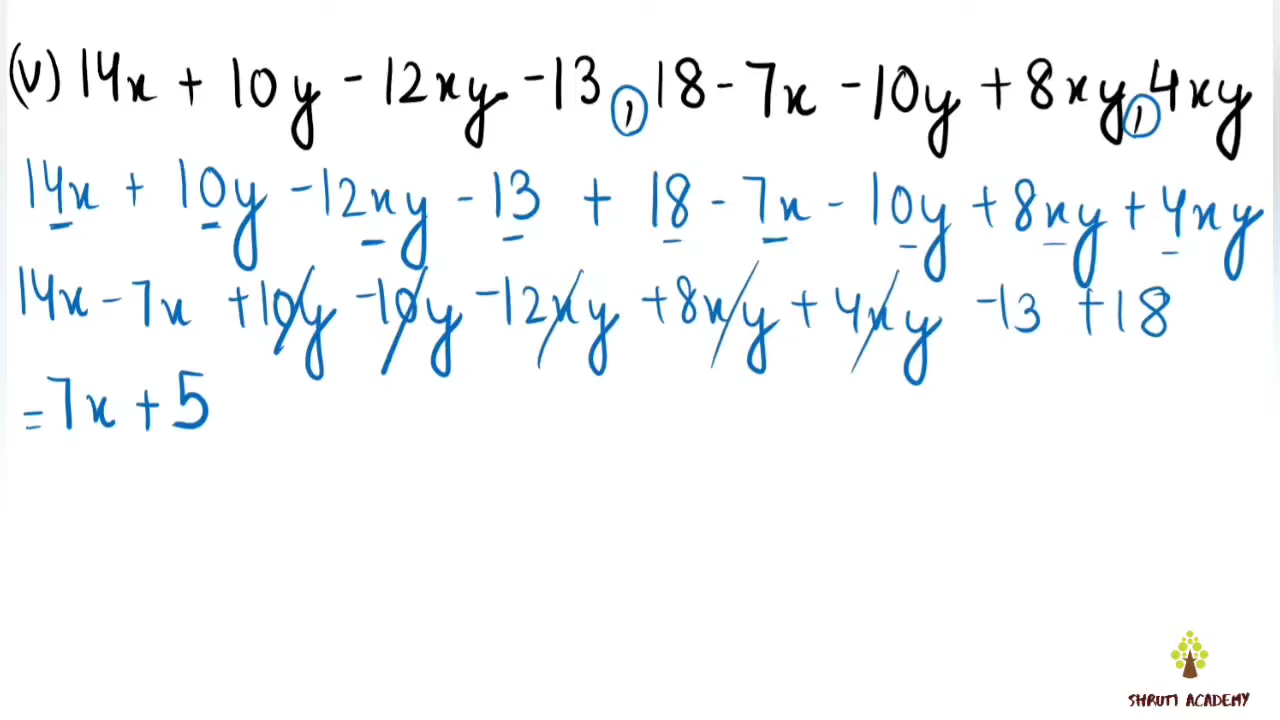 (v) 14x + 10y - 12xy - 13, 18 - 7x - 10y + 8xy, 4xy
14x + 10y - 12xy - 13 + 18 - 7x - 10y + 8xy + 4xy
14x - 7x + 10y - 10y - 12xy + 8xy + 4xy - 13 + 18
= 7x + 5
SHRUTI ACADEMY